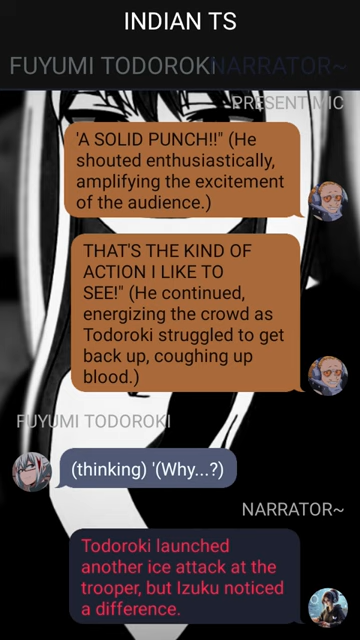 INDIAN TS
FUYUMI TODOROKI NARRATOR~
PRESENT MIC
'A SOLID PUNCH!!" (He
shouted enthusiastically,
amplifying the excitement
of the audience.)
THAT'S THE KIND OF
ACTION I LIKE TO
SEE!" (He continued,
energizing the crowd as
Todoroki struggled to get
back up, coughing up
blood.)
FUYUMI TODOROKI
(thinking) '(Why...?)
NARRATOR~
Todoroki launched
another ice attack at the
trooper, but Izuku noticed
a difference.